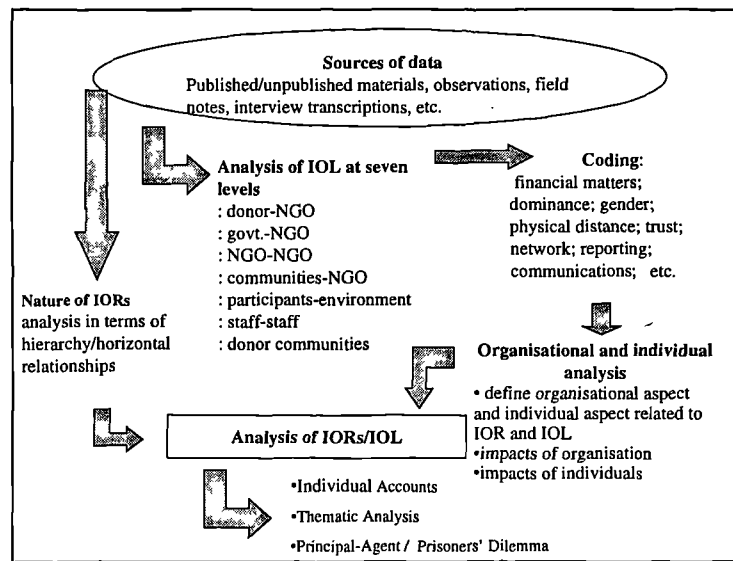 Sources of data
Published/unpublished materials, observations, field
notes, interview transcriptions, etc.
Analysis of IOL at seven
levels
: donor-NGO
: govt.-NGO
: NGO-NGO
: communities-NGO
: participants-environment
: staff-staff
: donor communities
Coding:
financial matters;
dominance; gender;
physical distance; trust;
network; reporting;
communications; etc.
Nature of IORs
analysis in terms of
hierarchy/horizontal
relationships
Organisational and individual
analysis
• define organisational aspect
and individual aspect related to
IOR and IOL
•impacts of organisation
•impacts of individuals
Analysis of IORs/IOL
•Individual Accounts
•Thematic Analysis
•Principal-Agent / Prisoners' Dilemma